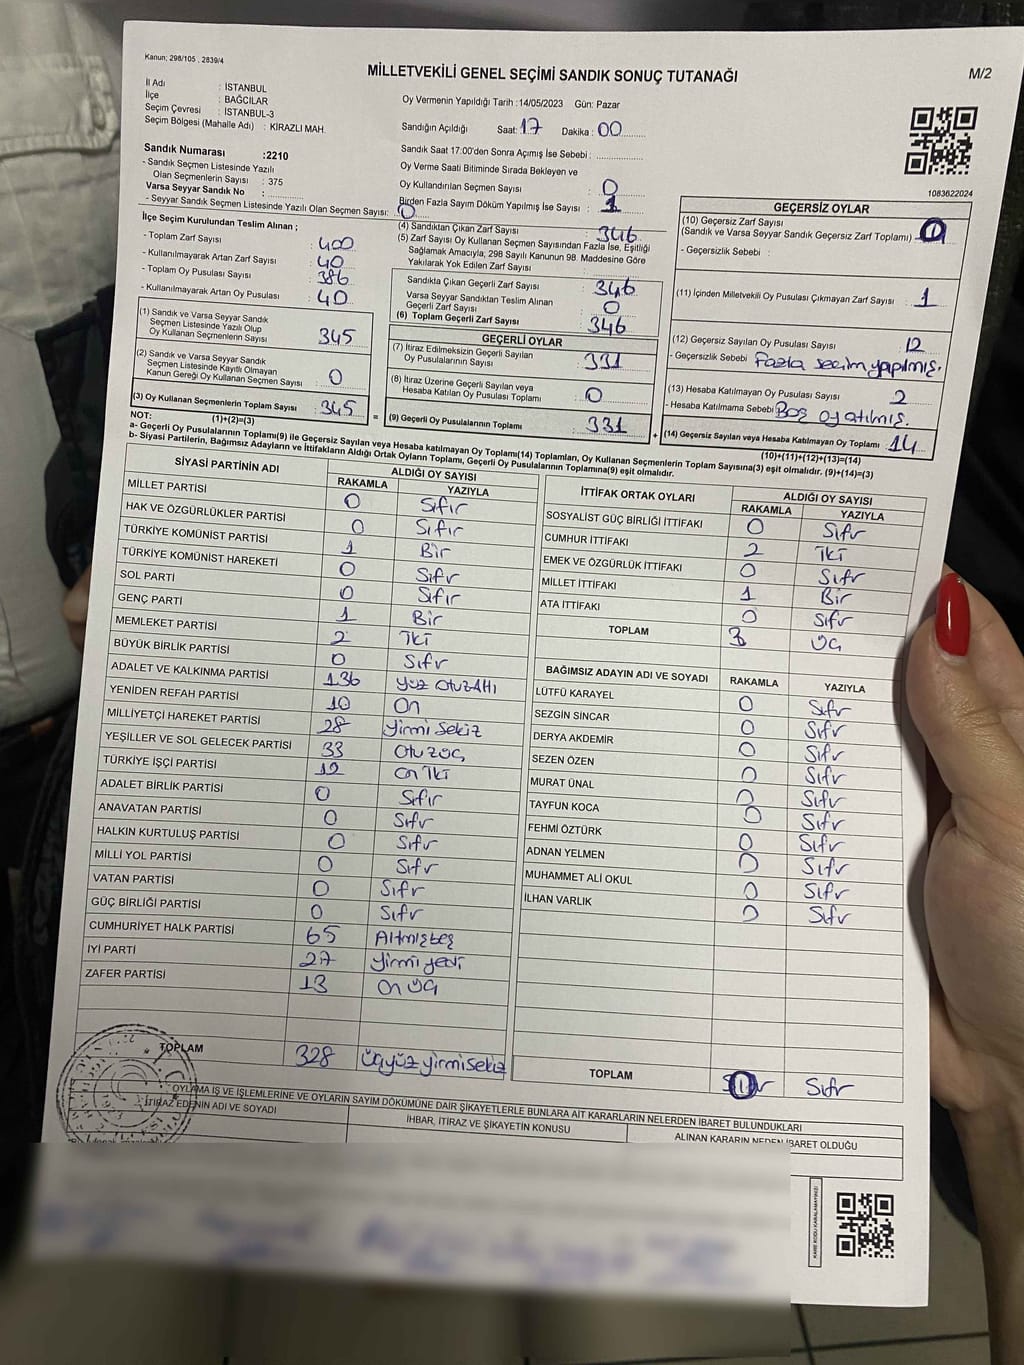 Kanun; 298/105 , 2839/4
MİLLETVEKİLİ GENEL SEÇİMİ SANDIK SONUÇ TUTANAĞI
M/2
İl Adı : İSTANBUL
İlçe : BAĞCILAR
Seçim Çevresi : İSTANBUL-3
Seçim Bölgesi (Mahalle Adı) : KİRAZLI MAH.
Oy Vermenin Yapıldığı Tarih :14/05/2023 Gün: Pazar
Sandığın Açıldığı Saat: 17 Dakika : 00
Sandık Saat 17:00'den Sonra Açımış İse Sebebi :
Oy Verme Saati Bitiminde Sırada Bekleyen ve
Oy Kullandırılan Seçmen Sayısı : 0
Birden Fazla Sayım Döküm Yapılmış İse Sayısı : 1
Sandık Numarası :2210
- Sandık Seçmen Listesinde Yazılı
Olan Seçmenlerin Sayısı : 375
Varsa Seyyar Sandık No :
- Seyyar Sandık Seçmen Listesinde Yazılı Olan Seçmen Sayısı: 0
1083622024
İlçe Seçim Kurulundan Teslim Alınan ;
- Toplam Zarf Sayısı : 400
- Kullanılmayarak Artan Zarf Sayısı : 40
- Toplam Oy Pusulası Sayısı : 386
- Kullanılmayarak Artan Oy Pusulası : 40
(1) Sandık ve Varsa Seyyar Sandık
Seçmen Listesinde Yazılı Olup
Oy Kullanan Seçmenlerin Sayısı : 345
(2) Sandık ve Varsa Seyyar Sandık
Seçmen Listesinde Kayıtlı Olmayan
Kanun Gereği Oy Kullanan Seçmen Sayısı : 0
(3) Oy Kullanan Seçmenlerin Toplam Sayısı : 345
(1)+(2)=(3)
(4) Sandıktan Çıkan Zarf Sayısı : 346
(5) Zarf Sayısı Oy Kullanan Seçmen Sayısından Fazla İse, Eşitliği
Sağlamak Amacıyla, 298 Sayılı Kanunun 98. Maddesine Göre
Yakılarak Yok Edilen Zarf Sayısı :
Sandıkta Çıkan Geçerli Zarf Sayısı : 346
Varsa Seyyar Sandıktan Teslim Alınan
Geçerli Zarf Sayısı : 0
(6) Toplam Geçerli Zarf Sayısı : 346
GEÇERLİ OYLAR
(7) İtiraz Edilmeksizin Geçerli Sayılan
Oy Pusulalarının Sayısı : 331
(8) İtiraz Üzerine Geçerli Sayılan veya
Hesaba Katılan Oy Pusulası Toplamı : 0
= (9) Geçerli Oy Pusulalarının Toplamı : 331
GEÇERSİZ OYLAR
(10) Geçersiz Zarf Sayısı
(Sandık ve Varsa Seyyar Sandık Geçersiz Zarf Toplamı) :
- Geçersizlik Sebebi :
(11) İçinden Milletvekili Oy Pusulası Çıkmayan Zarf Sayısı : 1
(12) Geçersiz Sayılan Oy Pusulası Sayısı : 12
- Geçersizlik Sebebi : Fazla seçim yapılmış.
(13) Hesaba Katılmayan Oy Pusulası Sayısı : 2
- Hesaba Katılmama Sebebi : Boş oy atılmış.
+ (14) Geçersiz Sayılan veya Hesaba Katılmayan Oy Toplamı : 14
(10)+(11)+(12)+(13)=(14)
NOT:
a- Geçerli Oy Pusulasının Toplamı(9) ile Geçersiz Sayılan veya Hesaba katılmayan Oy Toplamı(14) Toplamları, Oy Kullanan Seçmenlerin Toplam Sayısına(3) eşit olmalıdır. (9)+(14)=(3)
b- Siyasi Partilerin, Bağımsız Adayların ve İttifakların Aldığı Ortak Oyların Toplamı, Geçerli Oy Pusulalarının Toplamına(9) eşit olmalıdır.
SİYASİ PARTİNİN ADI ALDIĞI OY SAYISI
RAKAMLA YAZIYLA
MİLLET PARTİSİ 0 Sıfır
HAK VE ÖZGÜRLÜKLER PARTİSİ 0 Sıfır
TÜRKİYE KOMÜNİST PARTİSİ 1 Bir
TÜRKİYE KOMÜNİST HAREKETİ 0 Sıfır
SOL PARTİ 0 Sıfır
GENÇ PARTİ 1 Bir
MEMLEKET PARTİSİ 2 İki
BÜYÜK BİRLİK PARTİSİ 0 Sıfır
ADALET VE KALKINMA PARTİSİ 136 Yüz Otuz Altı
YENİDEN REFAH PARTİSİ 10 On
MİLLİYETÇİ HAREKET PARTİSİ 28 Yirmi Sekiz
YEŞİLLER VE SOL GELECEK PARTİSİ 33 Otuz üç
TÜRKİYE İŞÇİ PARTİSİ 12 On İki
ADALET BİRLİK PARTİSİ 0 Sıfır
ANAVATAN PARTİSİ 0 Sıfır
HALKIN KURTULUŞ PARTİSİ 0 Sıfır
MİLLİ YOL PARTİSİ 0 Sıfır
VATAN PARTİSİ 0 Sıfır
GÜÇ BİRLİĞİ PARTİSİ 0 Sıfır
CUMHURİYET HALK PARTİSİ 65 Altmışbeş
İYİ PARTİ 27 Yirmi yedi
ZAFER PARTİSİ 13 On üç
TOPLAM 328 Üçyüz yirmi sekiz
İTTİFAK ORTAK OYLARI ALDIĞI OY SAYISI
RAKAMLA YAZIYLA
SOSYALİST GÜÇ BİRLİĞİ İTTİFAKI 0 Sıfır
CUMHUR İTTİFAKI 2 İki
EMEK VE ÖZGÜRLÜK İTTİFAKI 0 Sıfır
MİLLET İTTİFAKI 1 Bir
ATA İTTİFAKI 0 Sıfır
TOPLAM 3 üç
BAĞIMSIZ ADAYIN ADI VE SOYADI RAKAMLA YAZIYLA
LÜTFÜ KARAYEL 0 Sıfır
SEZGİN SİNCAR 0 Sıfır
DERYA AKDEMİR 0 Sıfır
SEZEN ÖZEN 0 Sıfır
MURAT ÜNAL 0 Sıfır
TAYFUN KOCA 0 Sıfır
FEHMİ ÖZTÜRK 0 Sıfır
ADNAN YELMEN 0 Sıfır
MUHAMMET ALİ OKUL 0 Sıfır
İLHAN VARLIK 0 Sıfır
TOPLAM Sıfır
OYLAMA İŞ VE İŞLEMLERİNE VE OYLARIN SAYIM DÖKÜMÜNE DAİR ŞİKAYETLERLE BUNLARA AİT KARARLARIN NELERDEN İBARET BULUNDUKLARI
İTİRAZ EDENİN ADI VE SOYADI
İHBAR, İTİRAZ VE ŞİKAYETİN KONUSU
ALINAN KARARIN NEDEN İBARET OLDUĞU
KARE KODU KARALAMAYINIZ!